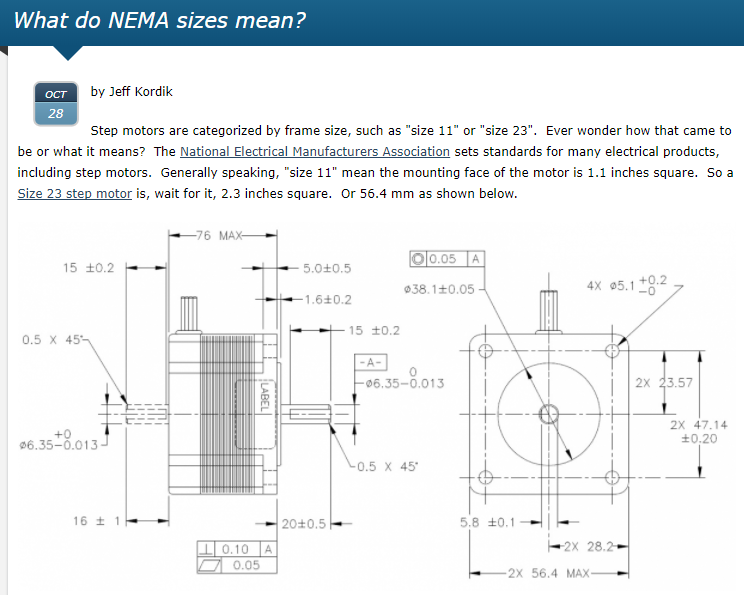 What do NEMA sizes mean?
OCT
28
by Jeff Kordik
Step motors are categorized by frame size, such as "size 11" or "size 23".  Ever wonder how that came to
be or what it means?  The National Electrical Manufacturers Association sets standards for many electrical products,
including step motors.  Generally speaking, "size 11" mean the mounting face of the motor is 1.1 inches square.  So a
Size 23 step motor is, wait for it, 2.3 inches square.  Or 56.4 mm as shown below.
76 MAX
15 ±0.2
5.0±0.5
1.6±0.2
15 ±0.2
0.5 X 45°
-A-
0
ø6.35-0.013
LABEL
+0
ø6.35-0.013
0.5 X 45°
16 ± 1
20±0.5
⊥ 0.10 A
▱ 0.05
◎ 0.05 A
ø38.1±0.05
4X ø5.1 +0.2
-0
2X 23.57
2X 47.14
±0.20
5.8 ±0.1
2X 28.2
2X 56.4 MAX